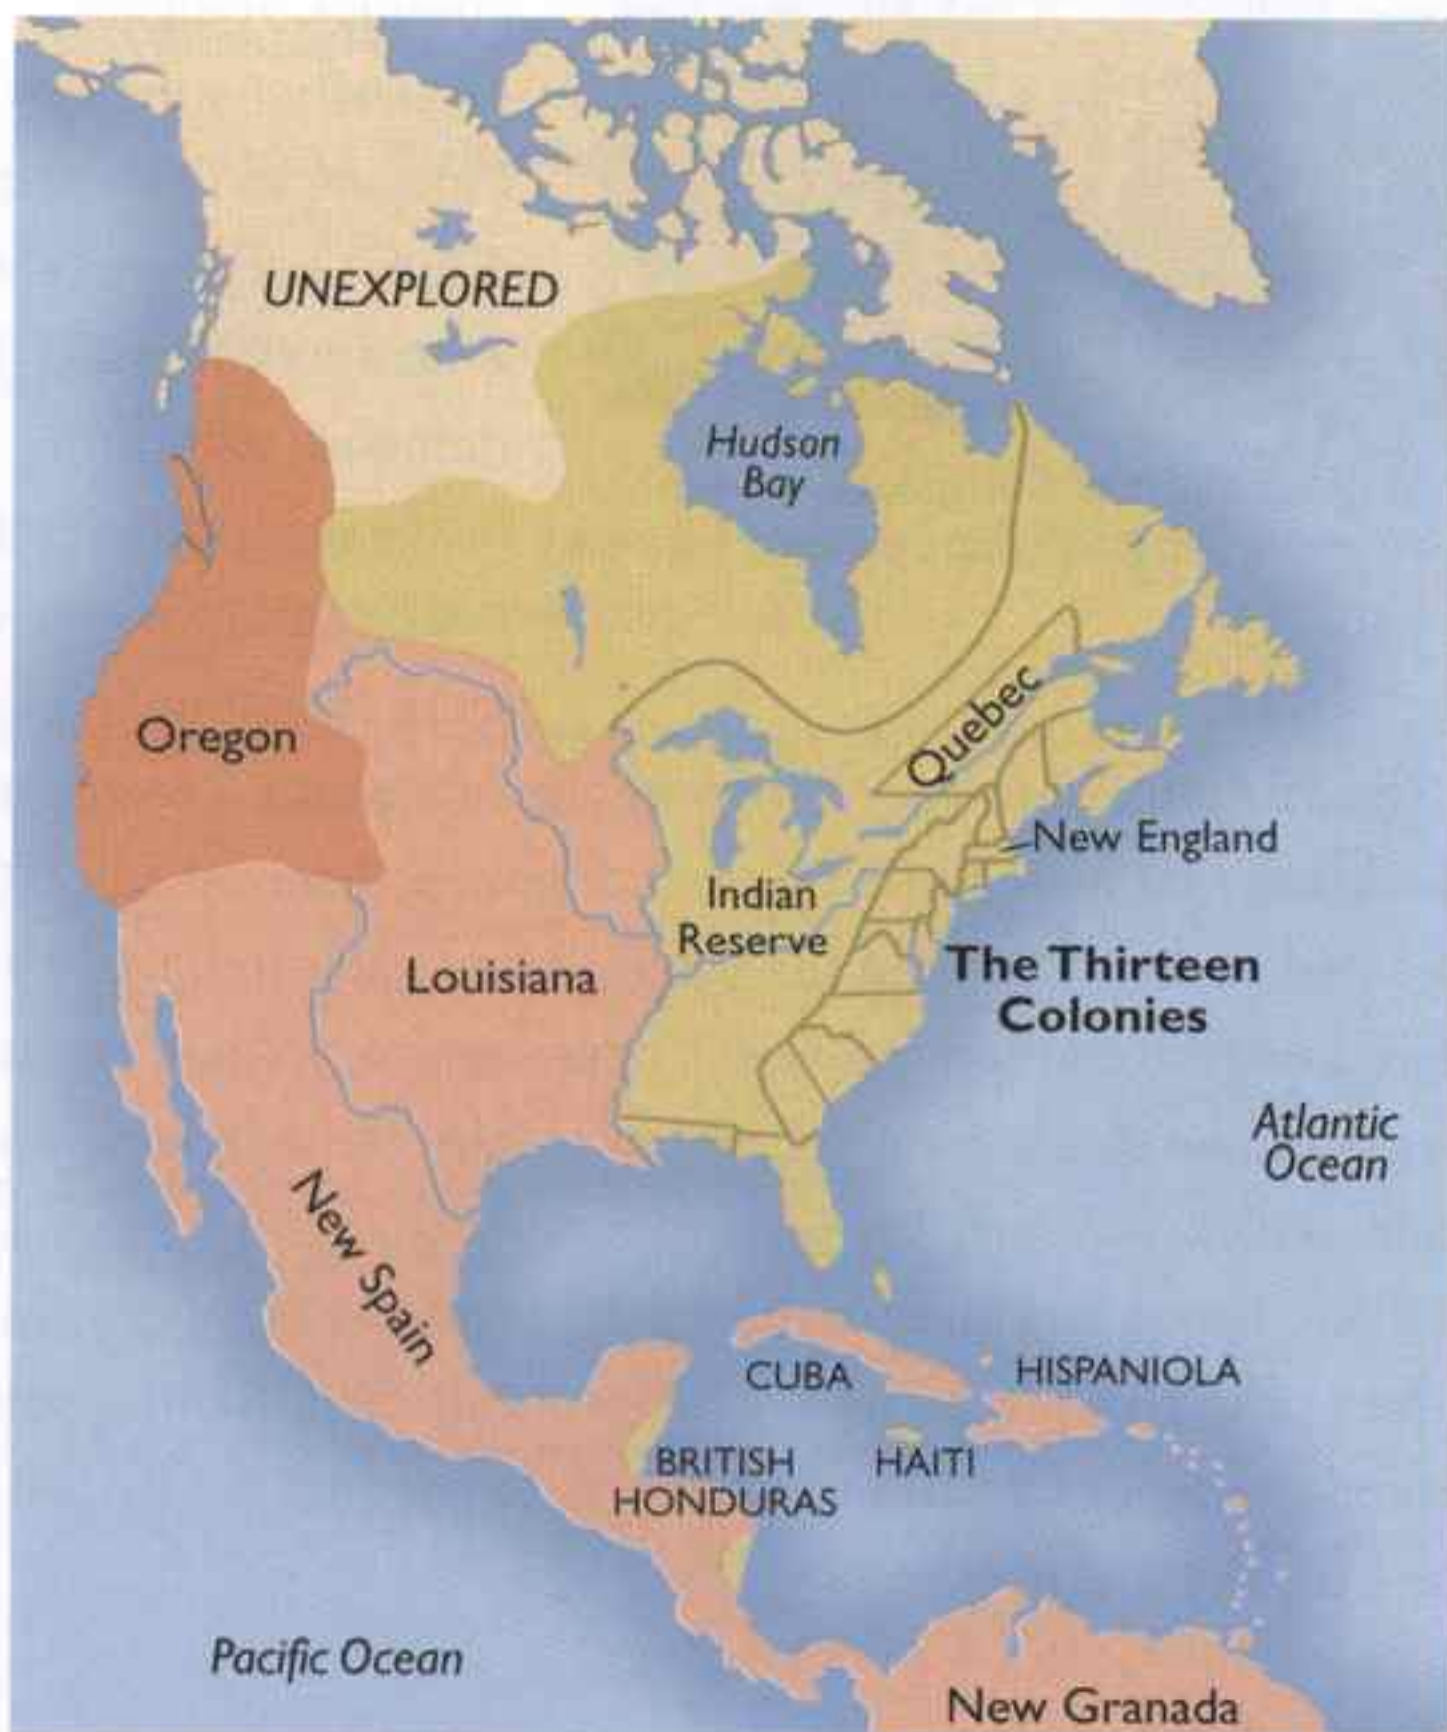 UNEXPLORED
Hudson
Bay
Quebec
Oregon
New England
Indian
Reserve
Louisiana
The Thirteen
Colonies
Atlantic
Ocean
New Spain
CUBA
HISPANIOLA
BRITISH
HONDURAS
HAITI
Pacific Ocean
New Granada